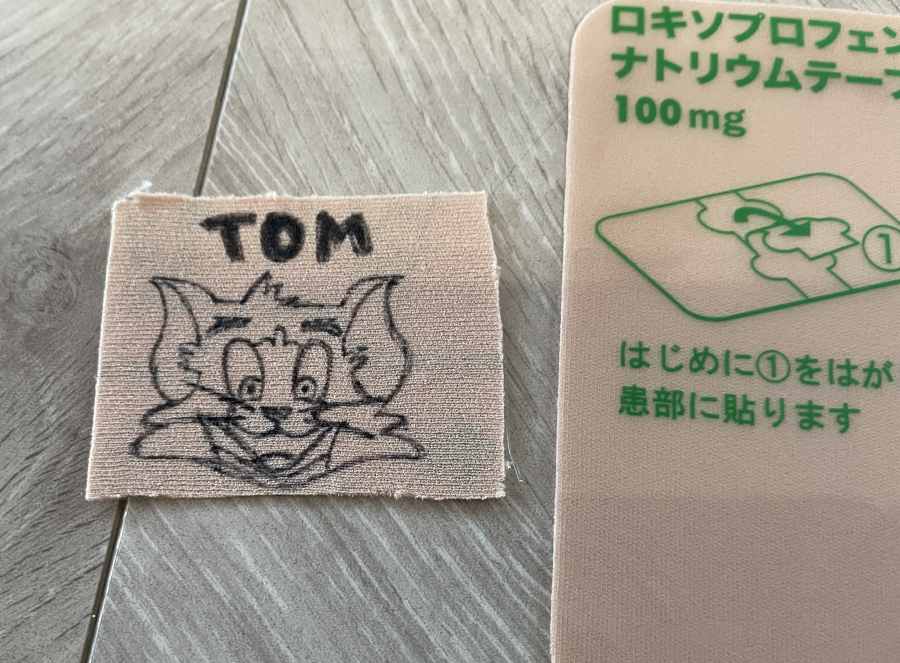 TOM
ロキソプロフェン
ナトリウムテープ
100mg
①
はじめに①をはが
患部に貼ります